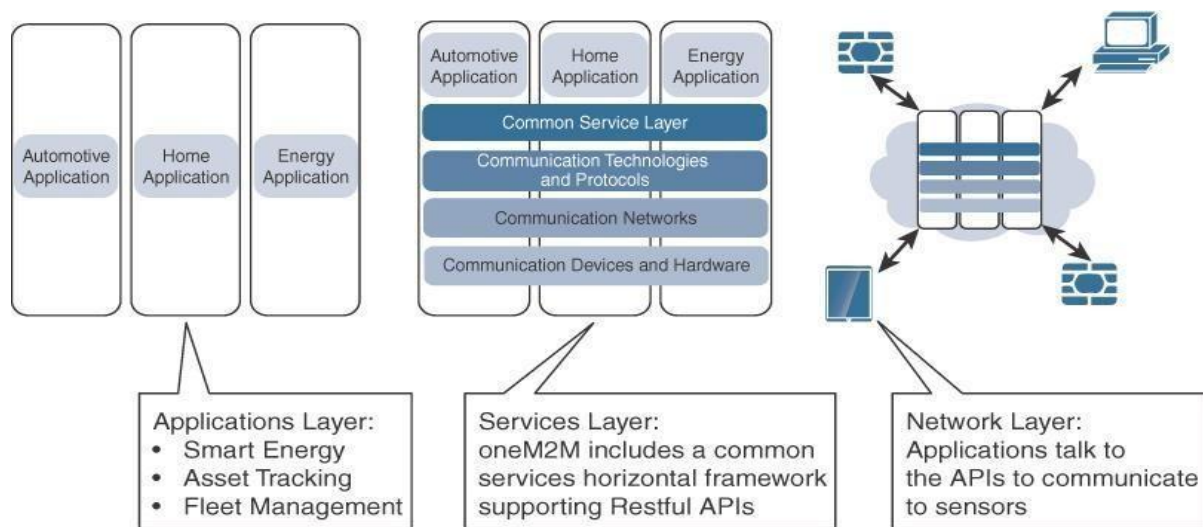 Automotive
Application
Home
Application
Energy
Application
Automotive
Application
Home
Application
Energy
Application
Common Service Layer
Communication Technologies
and Protocols
Communication Networks
Communication Devices and Hardware
Applications Layer:
• Smart Energy
• Asset Tracking
• Fleet Management
Services Layer:
oneM2M includes a common
services horizontal framework
supporting Restful APIs
Network Layer:
Applications talk to
the APIs to communicate
to sensors